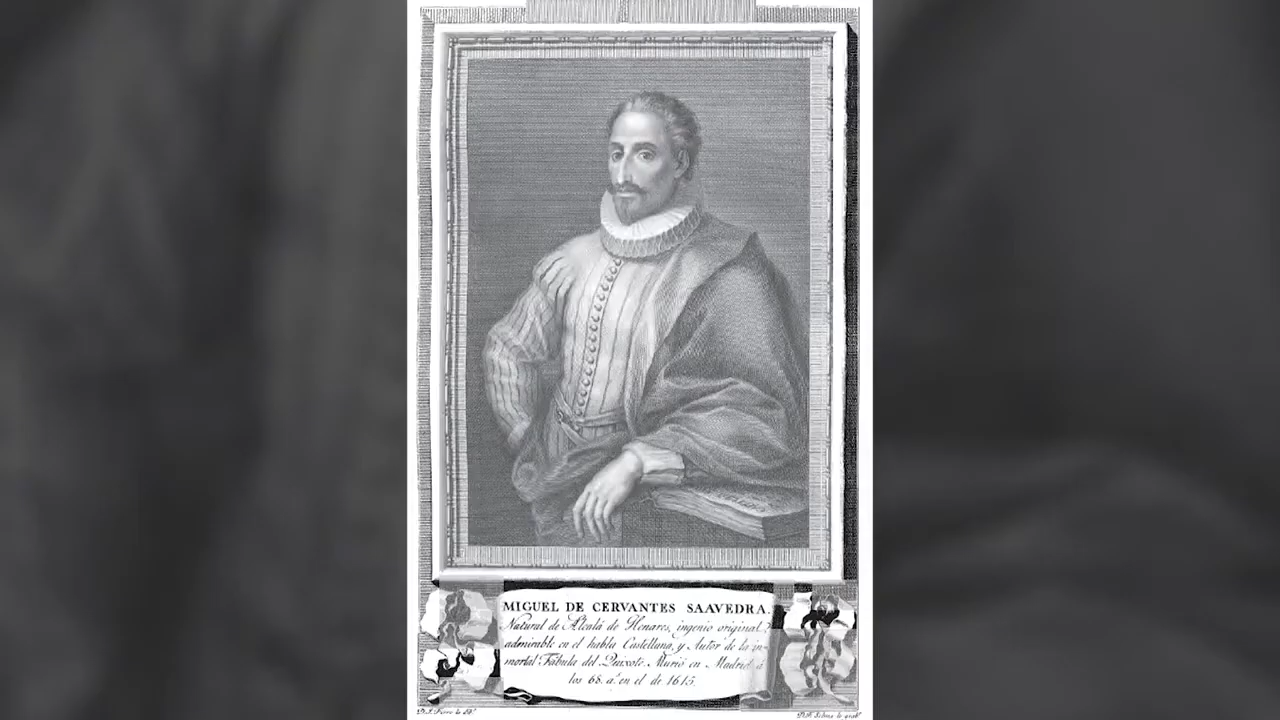 MIGUEL DE CERVANTES SAAVEDRA.
Natural de Alcalá de Henares, ingenio original y
admirable en el habla Castellana, y Autor de la in-
mortal Fábula del Quixote. Murió en Madrid á
los 68. a.s en el de 1615.